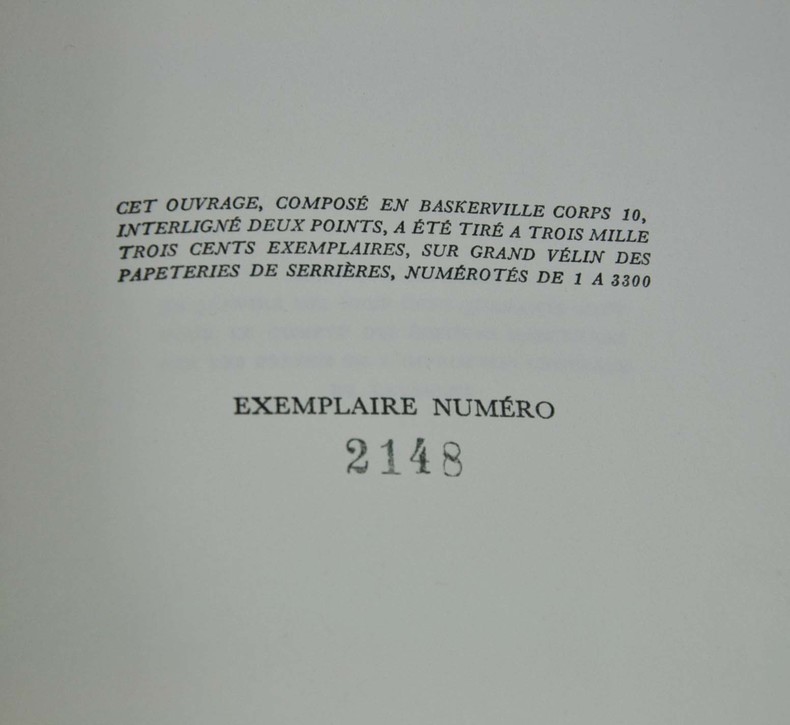 CET OUVRAGE, COMPOSÉ EN BASKERVILLE CORPS 10,
INTERLIGNÉ DEUX POINTS, A ÉTÉ TIRÉ A TROIS MILLE
TROIS CENTS EXEMPLAIRES, SUR GRAND VÉLIN DES
PAPETERIES DE SERRIÈRES, NUMÉROTÉS DE 1 A 3300
EXEMPLAIRE NUMÉRO
2148